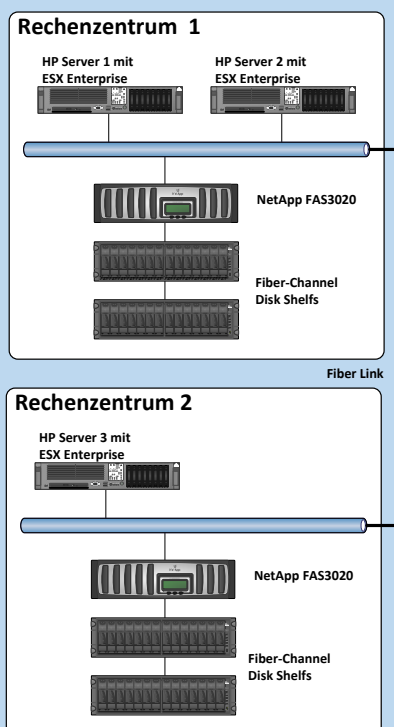 Rechenzentrum 1
HP Server 1 mit
ESX Enterprise
HP Server 2 mit
ESX Enterprise
NetApp FAS3020
Fiber-Channel
Disk Shelfs
Fiber Link
Rechenzentrum 2
HP Server 3 mit
ESX Enterprise
NetApp FAS3020
Fiber-Channel
Disk Shelfs